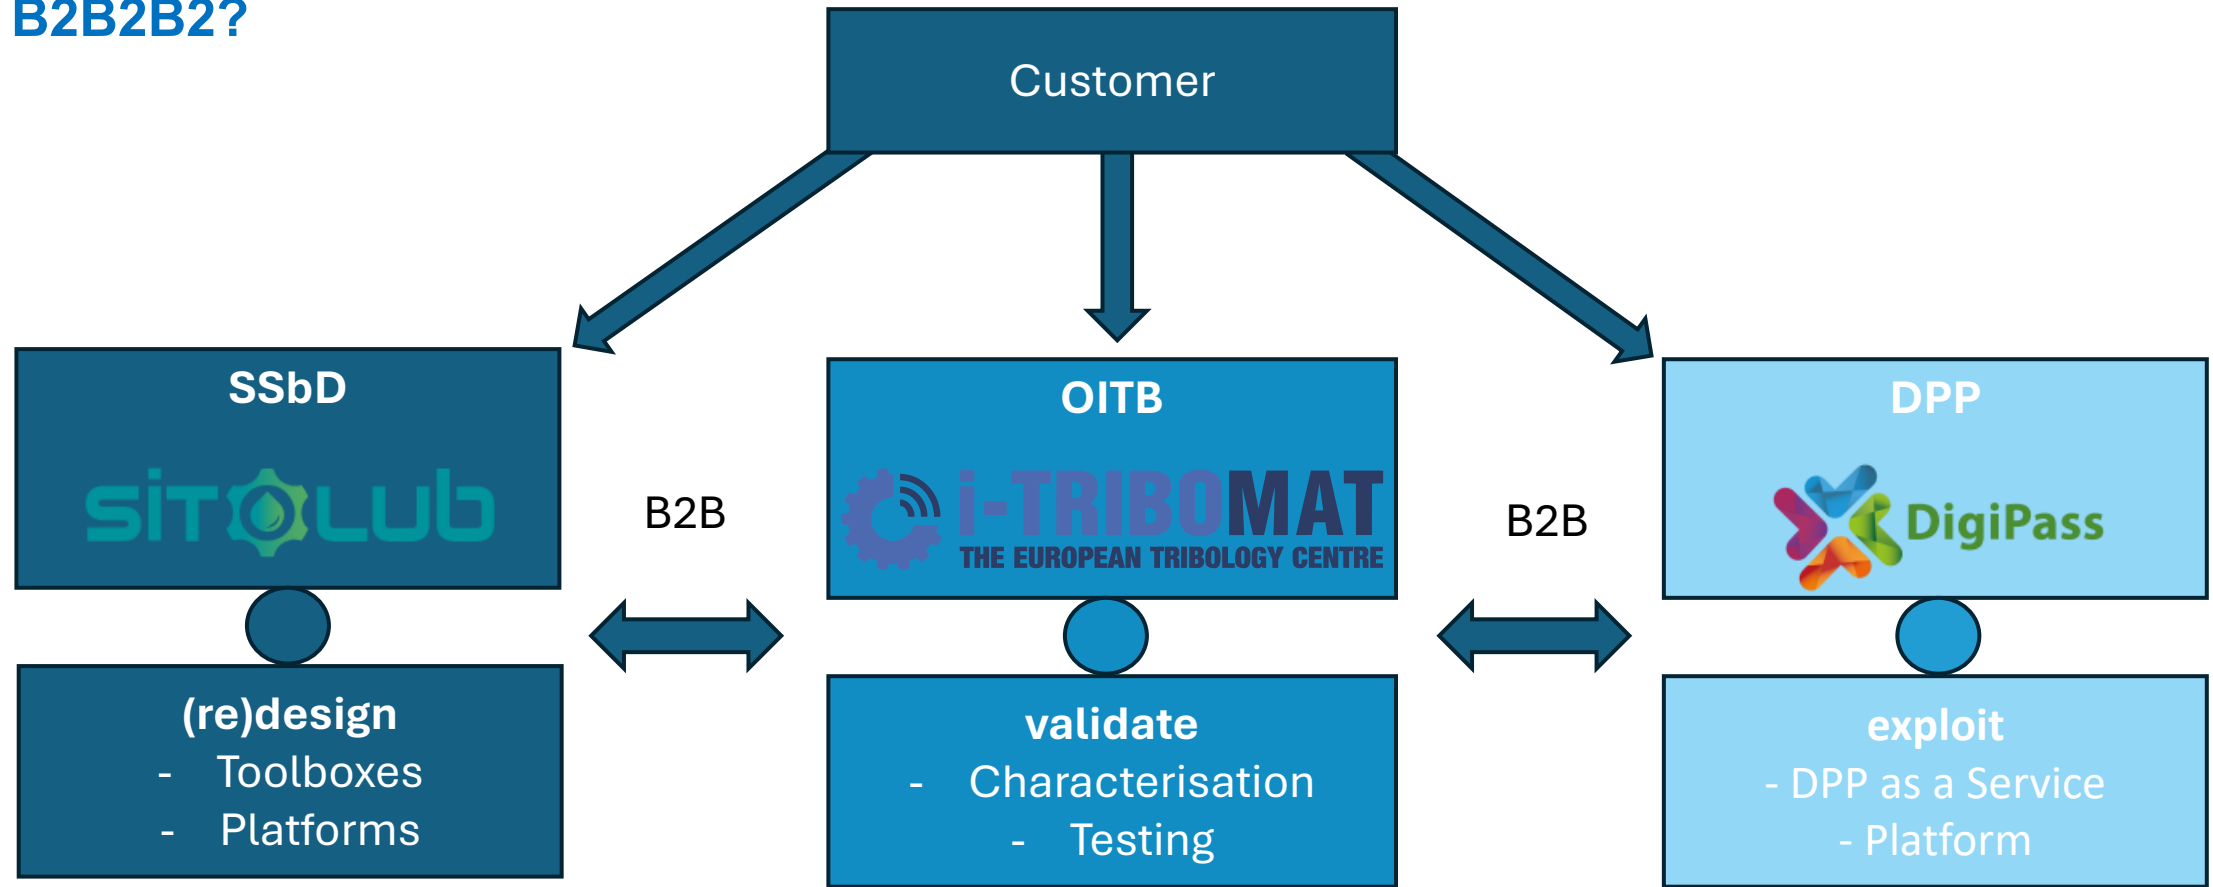 B2B2B2?
Customer
SSbD
SiTOLub
B2B
OITB
i-TRIBOMAT
THE EUROPEAN TRIBOLOGY CENTRE
B2B
DPP
DigiPass
(re)design
- Toolboxes
- Platforms
validate
- Characterisation
- Testing
exploit
- DPP as a Service
- Platform